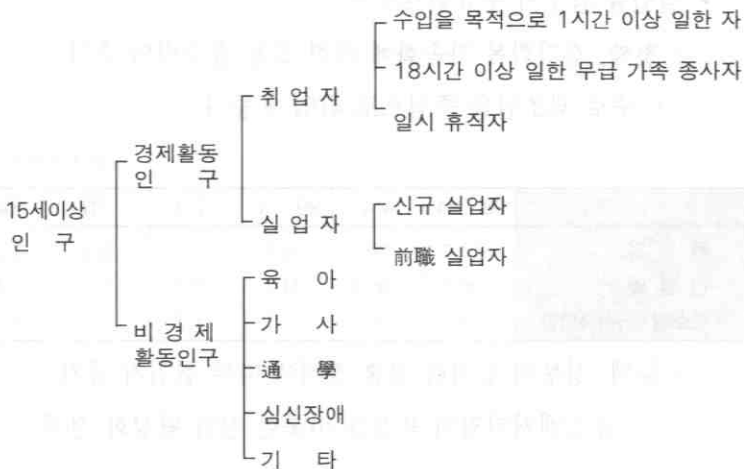 수입을 목적으로 1시간 이상 일한 자
18시간 이상 일한 무급 가족 종사자
취 업 자
일시 휴직자
경제활동
인 구
15세이상
인 구
신규 실업자
실 업 자
前職 실업자
육 아
비 경 제
활동인구
가 사
通 學
심신장애
기 타